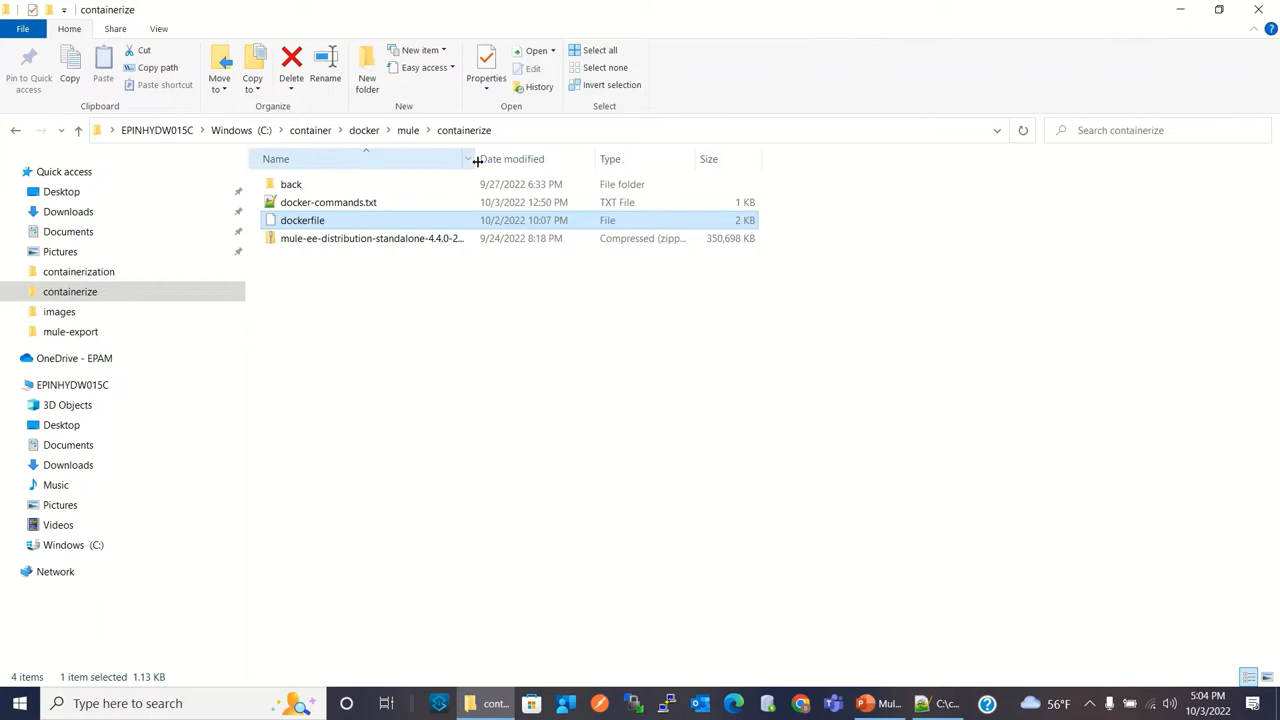 containerize
File Home Share View
Pin to Quick access
Copy
Paste
Cut
Copy path
Paste shortcut
Move to
Copy to
Delete
Rename
New folder
New item
Easy access
Properties
Open
Edit
History
Select all
Select none
Invert selection
Clipboard Organize New Open Select
EPINHYDW015C Windows (C:) container docker mule containerize
Search containerize
Name Date modified Type Size
back 9/27/2022 6:33 PM File folder
docker-commands.txt 10/3/2022 12:50 PM TXT File 1 KB
dockerfile 10/2/2022 10:07 PM File 2 KB
mule-ee-distribution-standalone-4.4.0-2... 9/24/2022 8:18 PM Compressed (zipp... 350,698 KB
Quick access
Desktop
Downloads
Documents
Pictures
containerization
containerize
images
mule-export
OneDrive - EPAM
EPINHYDW015C
3D Objects
Desktop
Documents
Downloads
Music
Pictures
Videos
Windows (C:)
Network
4 items 1 item selected 1.13 KB
Type here to search
cont...
Mul...
C:\c...
56°F
5:04 PM
10/3/2022